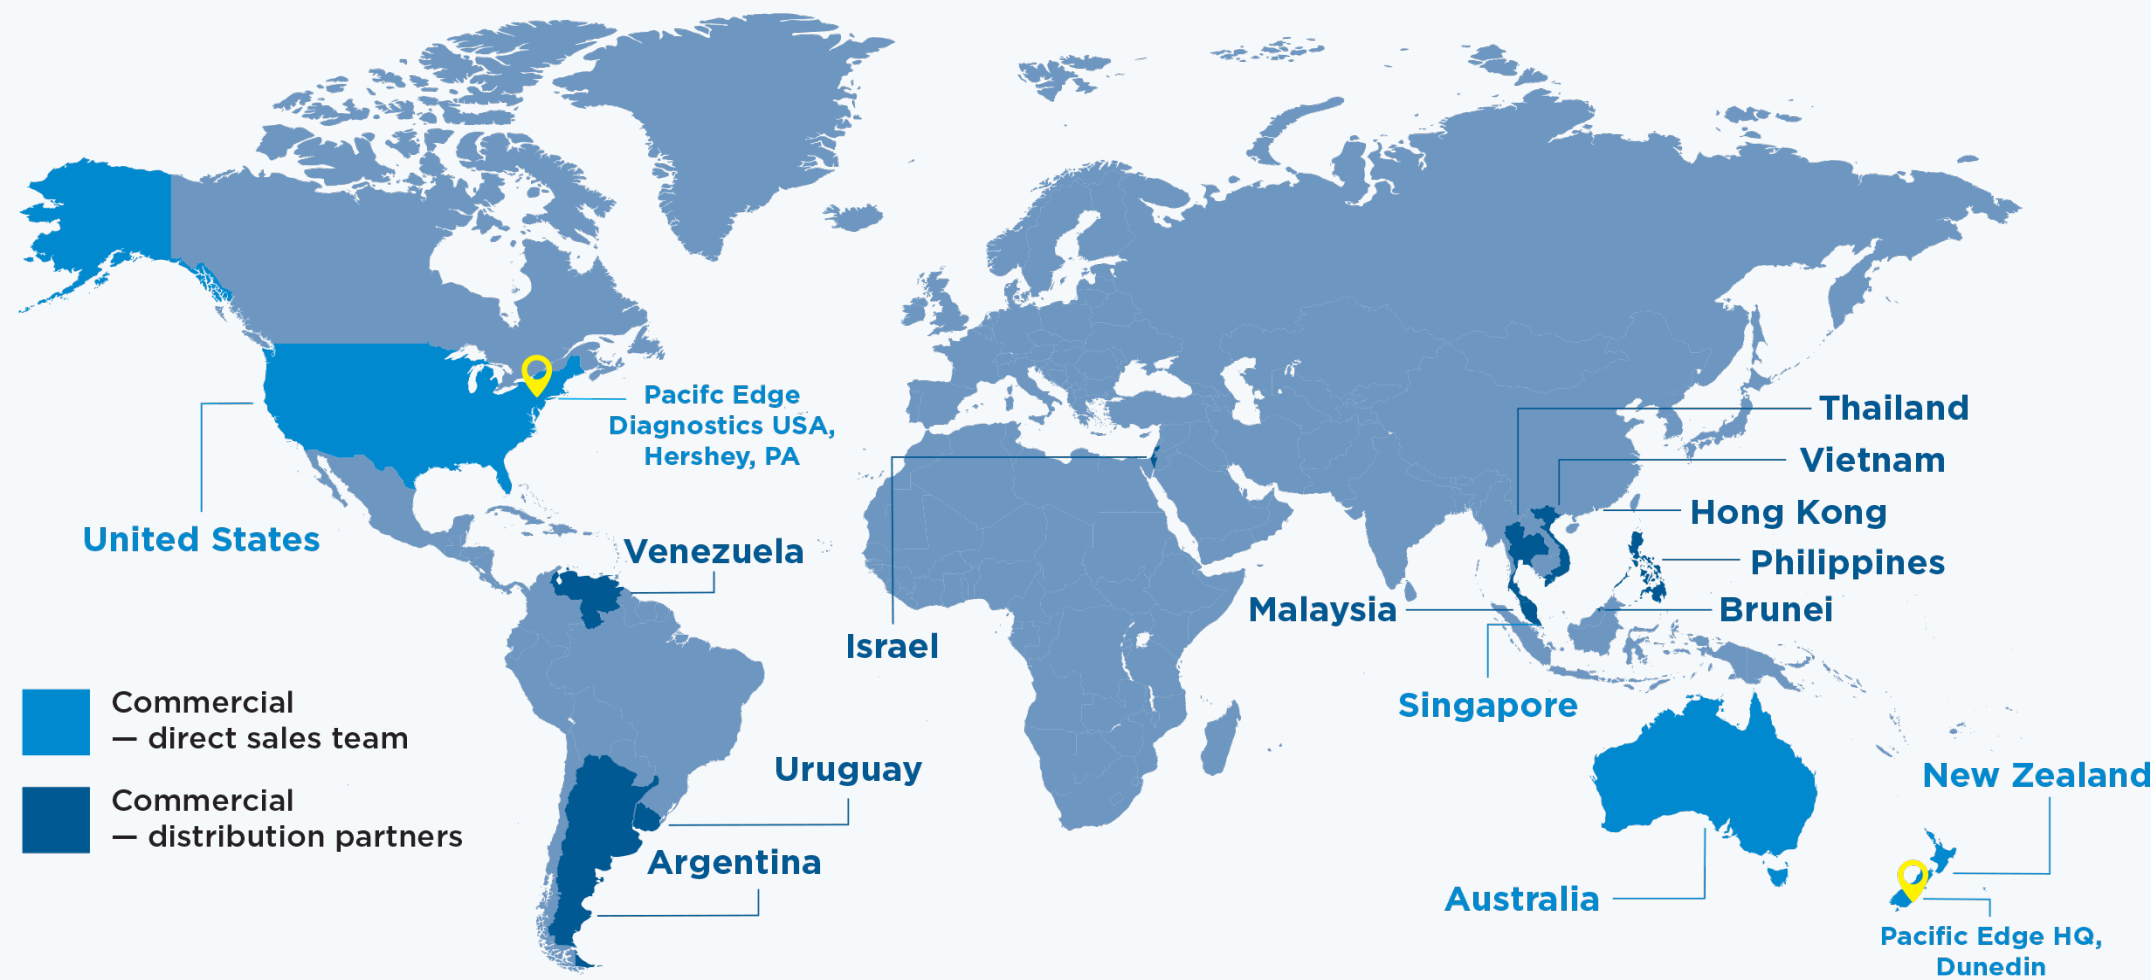 Pacifc Edge
Diagnostics USA,
Hershey, PA
United States
Venezuela
Israel
Thailand
Vietnam
Hong Kong
Philippines
Malaysia
Brunei
Singapore
Commercial
— direct sales team
Commercial
— distribution partners
Uruguay
Argentina
New Zealand
Australia
Pacific Edge HQ,
Dunedin